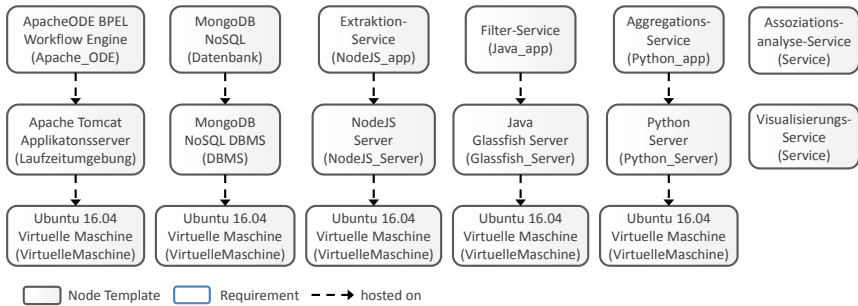 ApacheODE BPEL
Workflow Engine
(Apache_ODE)
MongoDB
NoSQL
(Datenbank)
Extraktion-
Service
(NodeJS_app)
Filter-Service
(Java_app)
Aggregations-
Service
(Python_app)
Assoziations-
analyse-Service
(Service)
Apache Tomcat
Applikatonsserver
(Laufzeitumgebung)
MongoDB
NoSQL DBMS
(DBMS)
NodeJS
Server
(NodeJS_Server)
Java
Glassfish Server
(Glassfish_Server)
Python
Server
(Python_Server)
Visualisierungs-
Service
(Service)
Ubuntu 16.04
Virtuelle Maschine
(VirtuelleMaschine)
Ubuntu 16.04
Virtuelle Maschine
(VirtuelleMaschine)
Ubuntu 16.04
Virtuelle Maschine
(VirtuelleMaschine)
Ubuntu 16.04
Virtuelle Maschine
(VirtuelleMaschine)
Ubuntu 16.04
Virtuelle Maschine
(VirtuelleMaschine)
Node Template
Requirement
hosted on